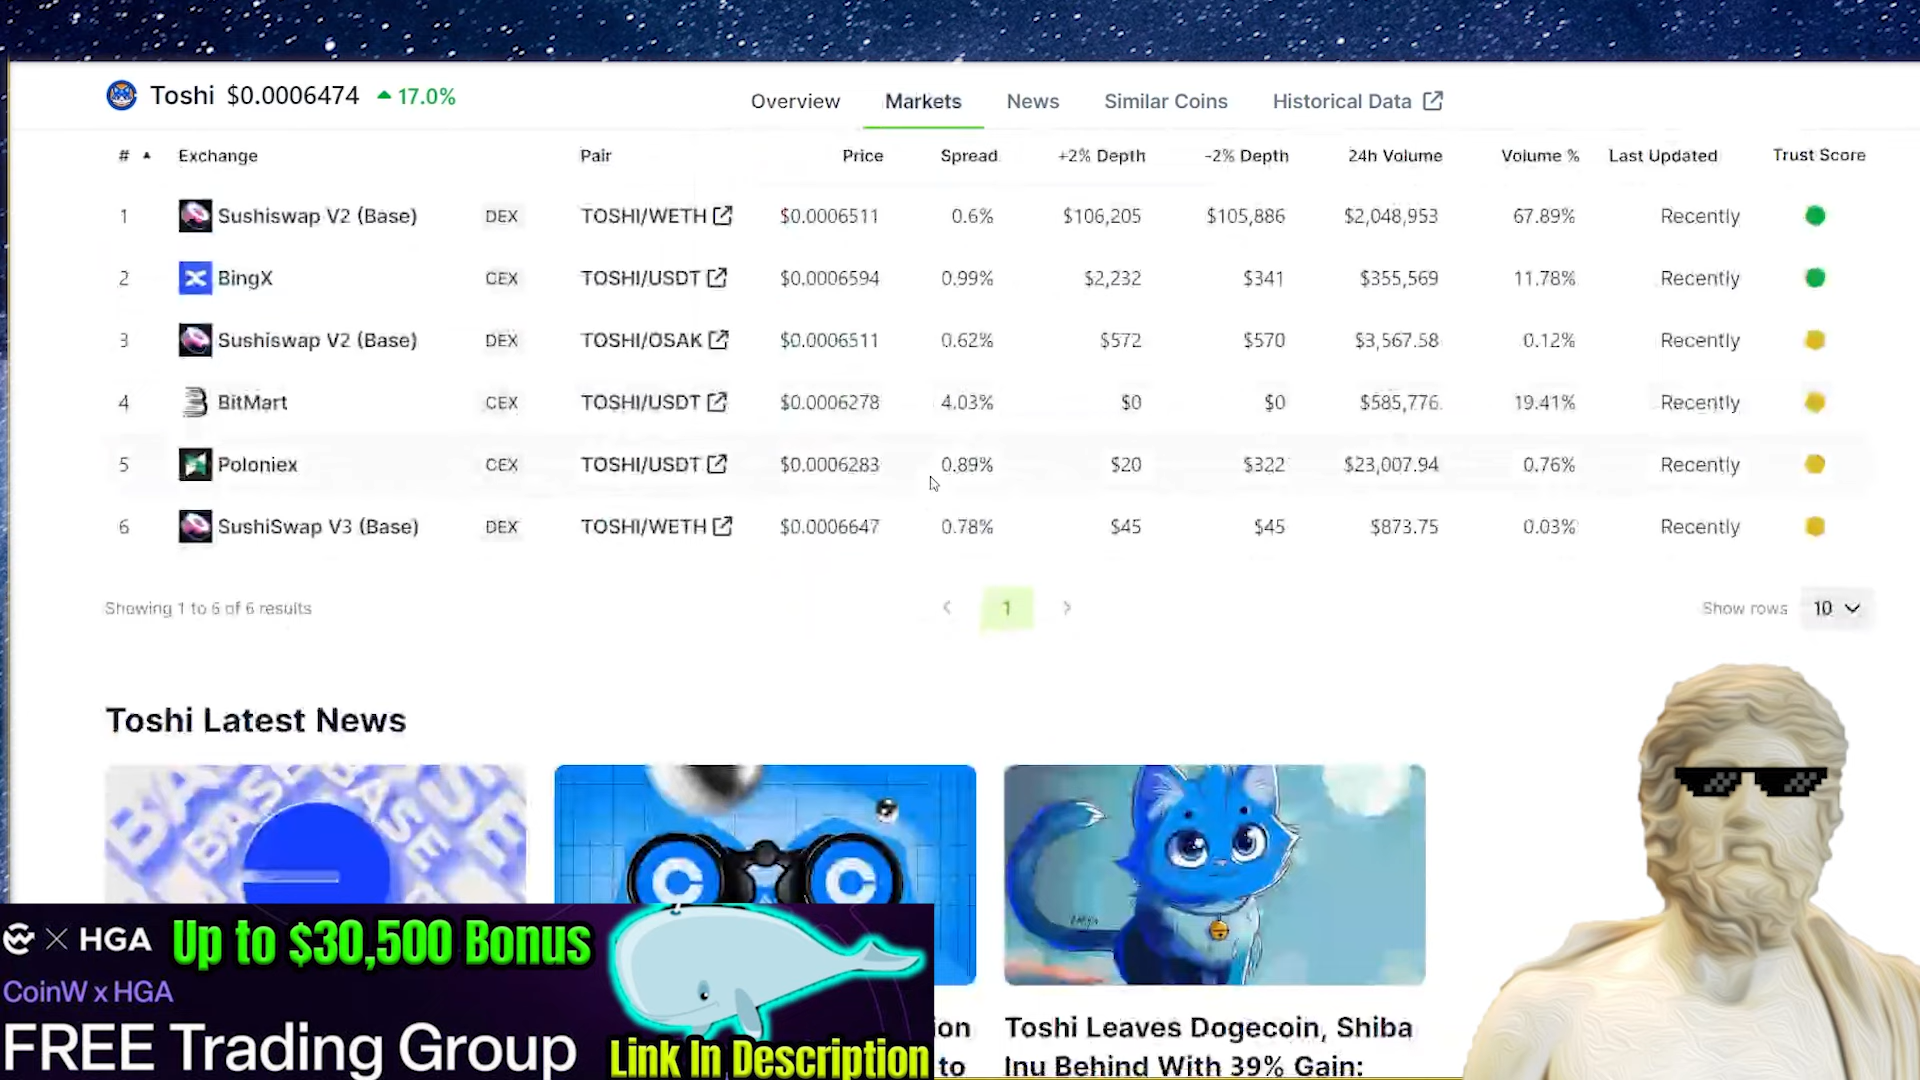 Toshi $0.0006474 17.0%
Overview Markets News Similar Coins Historical Data
# Exchange Pair Price Spread +2% Depth -2% Depth 24h Volume Volume % Last Updated Trust Score
1 Sushiswap V2 (Base) DEX TOSHI/WETH $0.0006511 0.6% $106,205 $105,886 $2,048,953 67.89% Recently
2 BingX CEX TOSHI/USDT $0.0006594 0.99% $2,232 $341 $355,569 11.78% Recently
3 Sushiswap V2 (Base) DEX TOSHI/OSAK $0.0006511 0.62% $572 $570 $3,567.58 0.12% Recently
4 BitMart CEX TOSHI/USDT $0.0006278 4.03% $0 $0 $585,776 19.41% Recently
5 Poloniex CEX TOSHI/USDT $0.0006283 0.89% $20 $322 $23,007.94 0.76% Recently
6 SushiSwap V3 (Base) DEX TOSHI/WETH $0.0006647 0.78% $45 $45 $873.75 0.03% Recently
Showing 1 to 6 of 6 results 1 Show rows 10
Toshi Latest News
BASE BASE
BASE BASE
HGA Up to $30,500 Bonus
CoinW x HGA
FREE Trading Group
Link In Description
ion
to
Toshi Leaves Dogecoin, Shiba
Inu Behind With 39% Gain: